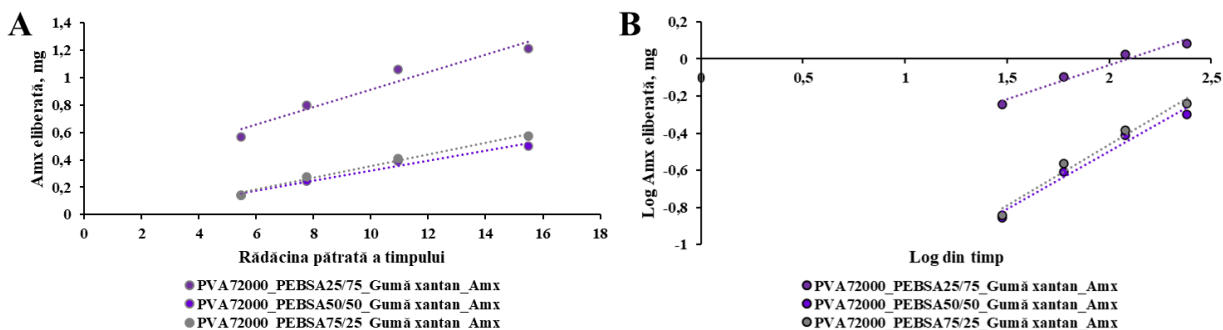 A
Amx eliberată, mg
1,4
1,2
1
0,8
0,6
0,4
0,2
0
0 2 4 6 8 10 12 14 16 18
Rădăcina pătrată a timpului
PVA72000_PEBSA25/75_Gumă xantan_Amx
PVA72000_PEBSA50/50_Gumă xantan_Amx
PVA72000_PEBSA75/25_Gumă xantan_Amx
B
Log Amx eliberată, mg
0,2
0
-0,2
-0,4
-0,6
-0,8
-1
0 0,5 1 1,5 2 2,5
Log din timp
PVA72000_PEBSA25/75_Gumă xantan_Amx
PVA72000_PEBSA50/50_Gumă xantan_Amx
PVA72000_PEBSA75/25_Gumă xantan_Amx